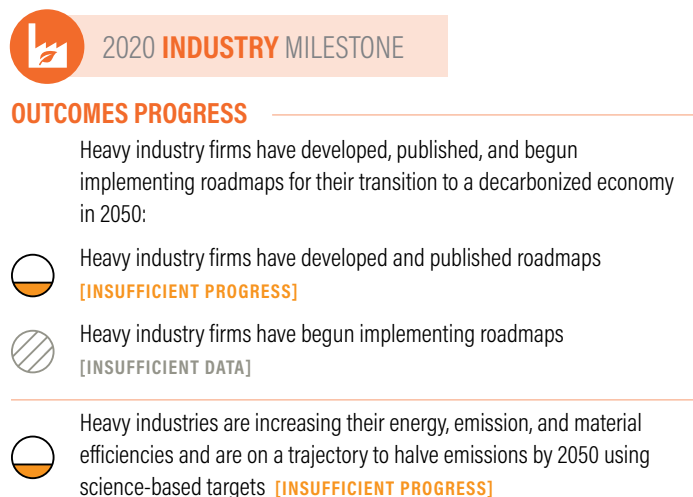 2020 INDUSTRY MILESTONE
OUTCOMES PROGRESS
Heavy industry firms have developed, published, and begun
implementing roadmaps for their transition to a decarbonized economy
in 2050:
Heavy industry firms have developed and published roadmaps
[INSUFFICIENT PROGRESS]
Heavy industry firms have begun implementing roadmaps
[INSUFFICIENT DATA]
Heavy industries are increasing their energy, emission, and material
efficiencies and are on a trajectory to halve emissions by 2050 using
science-based targets [INSUFFICIENT PROGRESS]